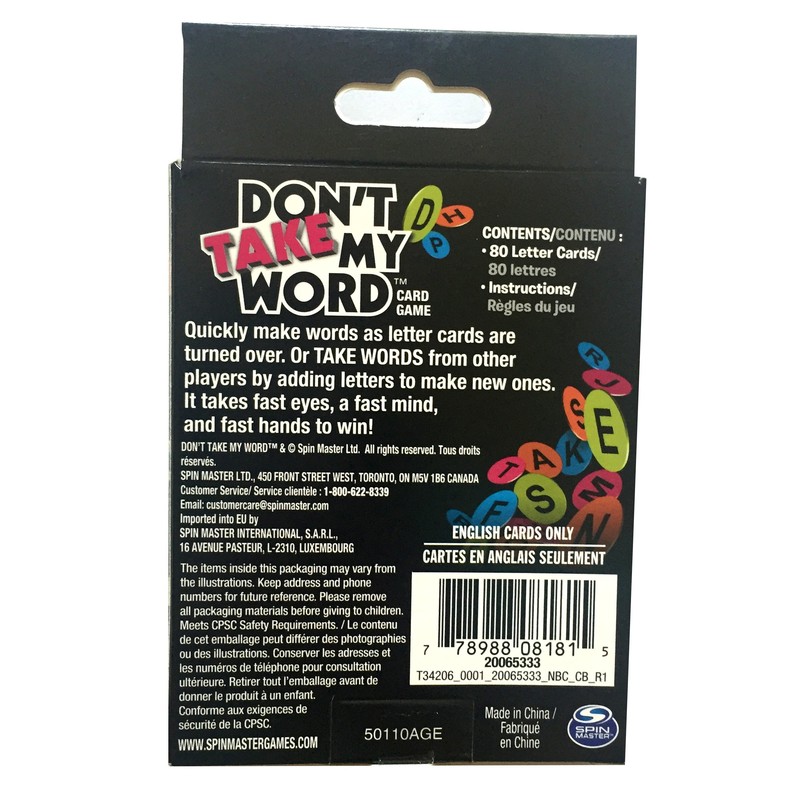 DON'T
TAKE MY
WORD™
CARD
GAME
D H P
CONTENTS/CONTENU :
• 80 Letter Cards/
80 lettres
• Instructions/
Règles du jeu
Quickly make words as letter cards are
turned over. Or TAKE WORDS from other
players by adding letters to make new ones.
It takes fast eyes, a fast mind,
and fast hands to win!
R
J
S E
T A K E
F S M
N
DON'T TAKE MY WORD™ & © Spin Master Ltd. All rights reserved. Tous droits
réservés.
SPIN MASTER LTD., 450 FRONT STREET WEST, TORONTO, ON M5V 1B6 CANADA
Customer Service/ Service clientèle : 1-800-622-8339
Email: customercare@spinmaster.com
Imported into EU by
SPIN MASTER INTERNATIONAL, S.A.R.L.,
16 AVENUE PASTEUR, L-2310, LUXEMBOURG
ENGLISH CARDS ONLY
CARTES EN ANGLAIS SEULEMENT
The items inside this packaging may vary from
the illustrations. Keep address and phone
numbers for future reference. Please remove
all packaging materials before giving to children.
Meets CPSC Safety Requirements. / Le contenu
de cet emballage peut différer des photographies
ou des illustrations. Conserver les adresses et
les numéros de téléphone pour consultation
ultérieure. Retirer tout l'emballage avant de
donner le produit à un enfant.
Conforme aux exigences de
sécurité de la CPSC.
WWW.SPINMASTERGAMES.COM
7 78988 08181 5
20065333
T34206_0001_20065333_NBC_CB_R1
50110AGE
Made in China /
Fabriqué
en Chine
SPIN
MASTER™